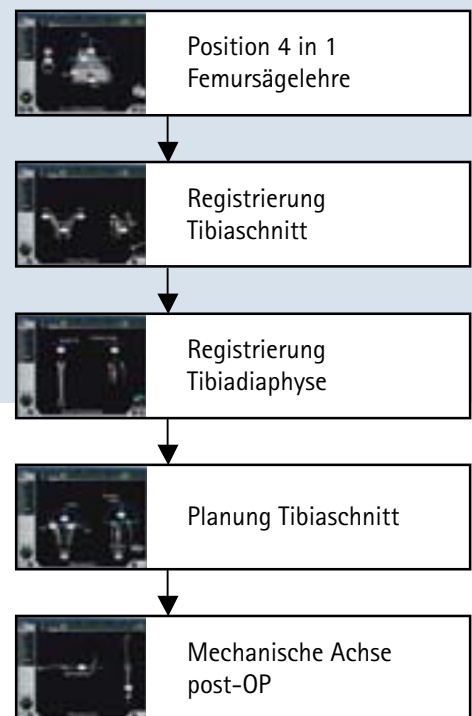 Position 4 in 1
Femursägelehre
Registrierung
Tibiaschnitt
Registrierung
Tibiadiaphyse
Planung Tibiaschnitt
Mechanische Achse
post-OP